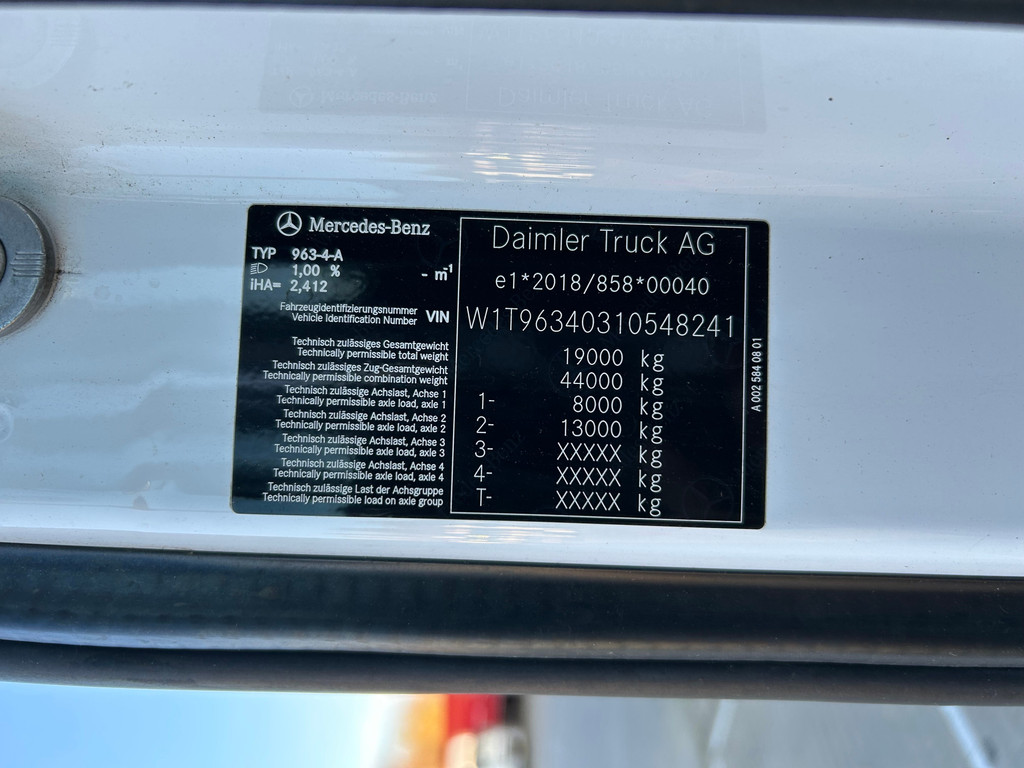 Mercedes-Benz
TYP 963-4-A
1,00 % - m⁻¹
iHA= 2,412
Daimler Truck AG
e1*2018/858*00040
Fahrzeugidentifizierungsnummer
Vehicle Identification Number VIN W1T96340310548241
Technisch zulässiges Gesamtgewicht
Technically permissible total weight 19000 kg
Technisch zulässiges Zug-Gesamtgewicht
Technically permissible combination weight 44000 kg
Technisch zulässige Achslast, Achse 1
Technically permissible axle load, axle 1 1- 8000 kg
Technisch zulässige Achslast, Achse 2
Technically permissible axle load, axle 2 2- 13000 kg
Technisch zulässige Achslast, Achse 3
Technically permissible axle load, axle 3 3- XXXXX kg
Technisch zulässige Achslast, Achse 4
Technically permissible axle load, axle 4 4- XXXXX kg
Technisch zulässige Last der Achsgruppe
Technically permissible load on axle group T- XXXXX kg
A 002 584 08 01